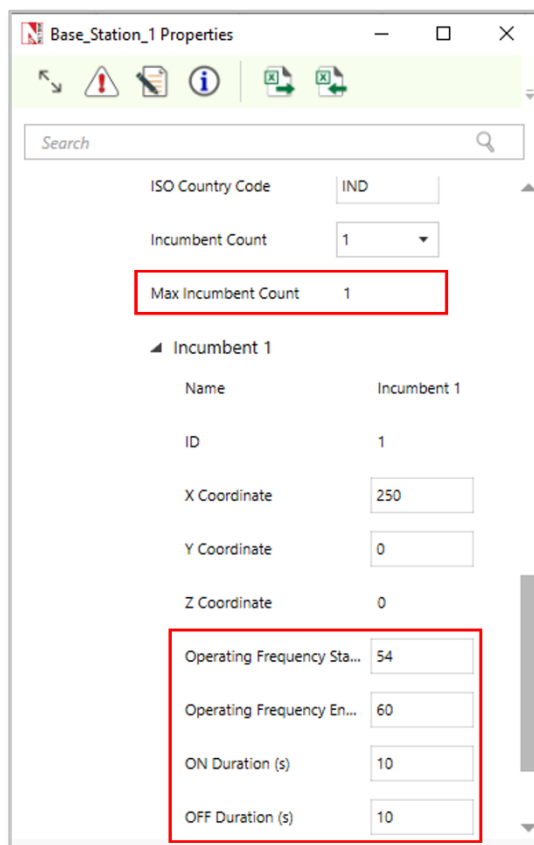 Base_Station_1 Properties
Search
ISO Country Code IND
Incumbent Count 1
Max Incumbent Count 1
Incumbent 1
Name Incumbent 1
ID 1
X Coordinate 250
Y Coordinate 0
Z Coordinate 0
Operating Frequency Sta... 54
Operating Frequency En... 60
ON Duration (s) 10
OFF Duration (s) 10